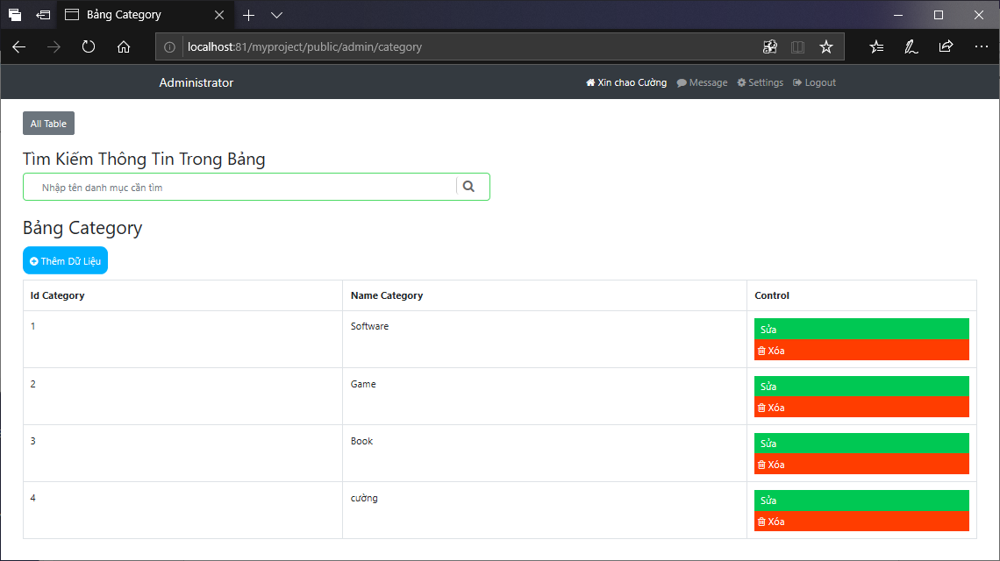 Bảng Category
localhost:81/myproject/public/admin/category
Administrator
Xin chao Cường Message Settings Logout
All Table
Tìm Kiếm Thông Tin Trong Bảng
Nhập tên danh mục cần tìm
Bảng Category
Thêm Dữ Liệu
Id Category Name Category Control
1 Software Sửa
Xóa
2 Game Sửa
Xóa
3 Book Sửa
Xóa
4 cường Sửa
Xóa